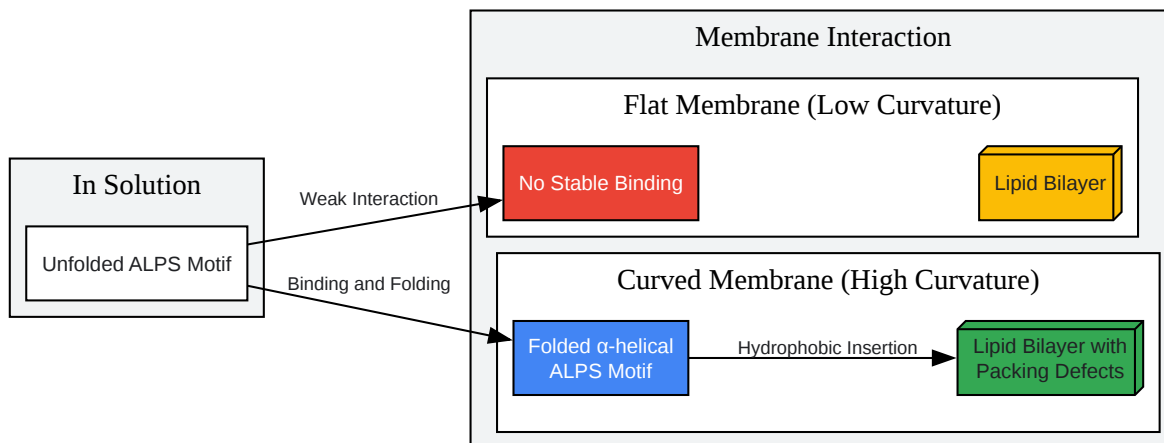 Membrane Interaction
Flat Membrane (Low Curvature)
No Stable Binding
Lipid Bilayer
In Solution
Unfolded ALPS Motif
Weak Interaction
Binding and Folding
Curved Membrane (High Curvature)
Folded α-helical
ALPS Motif
Hydrophobic Insertion
Lipid Bilayer with
Packing Defects